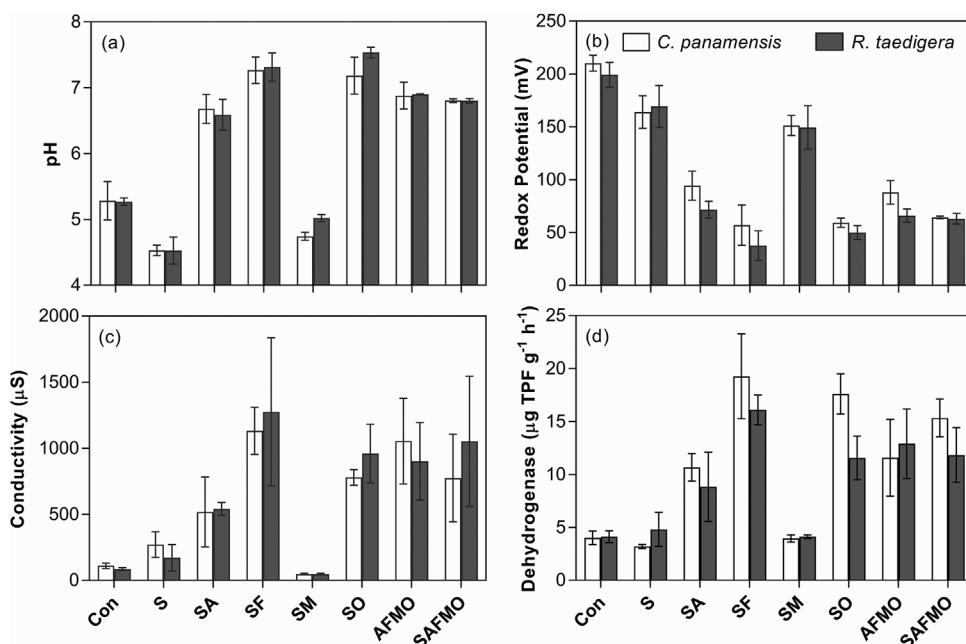 (a)
pH
8
7
6
5
4
(b)
C. panamensis
R. taedigera
Redox Potential (mV)
250
200
150
100
50
0
(c)
Conductivity (µS)
2000
1500
1000
500
0
Con
S
SA
SF
SM
SO
AFMO
SAFMO
(d)
Dehydrogenase (µg TPF g⁻¹ h⁻¹)
25
20
15
10
5
0
Con
S
SA
SF
SM
SO
AFMO
SAFMO